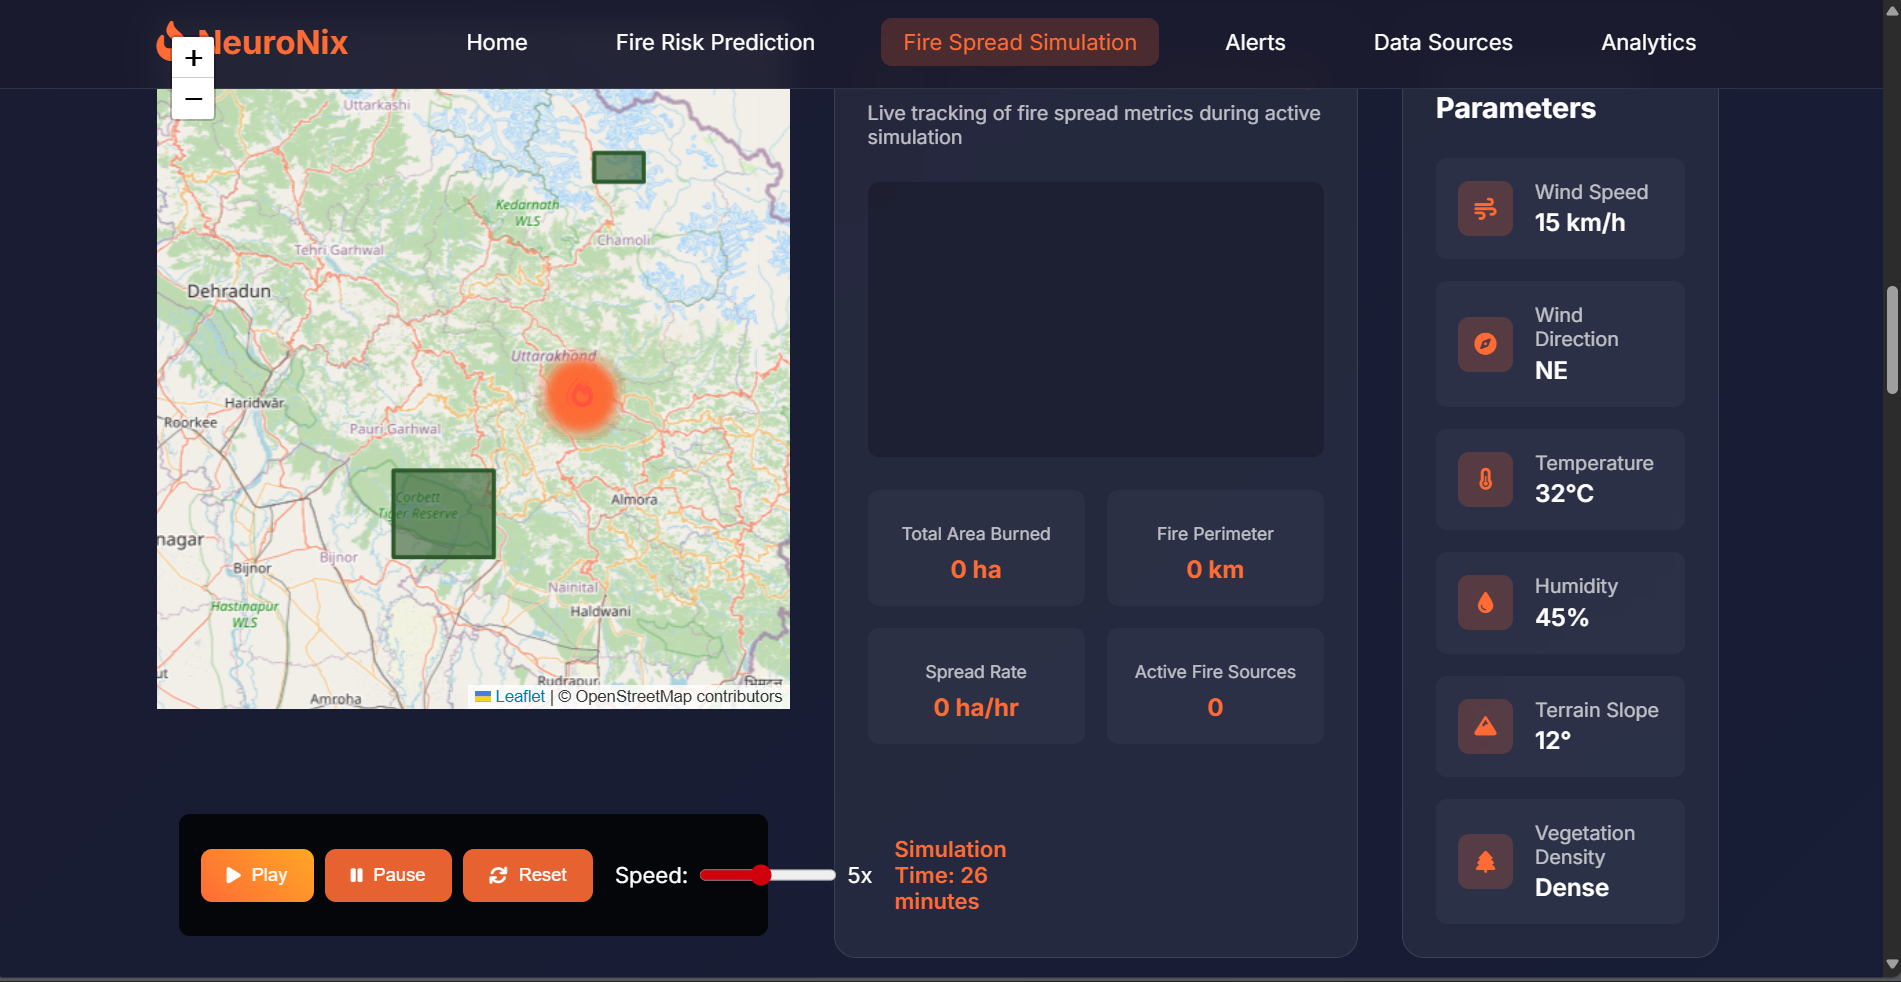 NeuroNix
Home
Fire Risk Prediction
Fire Spread Simulation
Alerts
Data Sources
Analytics
+
−
Uttarkashi
Kedarnath
WLS
Chamoli
Tehri Garhwal
Dehradun
Uttarakhand
Haridwār
Roorkee
Pauri Garhwal
Corbett
Tiger Reserve
Almora
nagar
Bijnor
Bijnor
Nainital
Hastinapur
WLS
Haldwani
Rudrapur
Amroha
Leaflet | © OpenStreetMap contributors
Play
Pause
Reset
Speed:
5x
Live tracking of fire spread metrics during active
simulation
Total Area Burned
0 ha
Fire Perimeter
0 km
Spread Rate
0 ha/hr
Active Fire Sources
0
Simulation
Time: 26
minutes
Parameters
Wind Speed
15 km/h
Wind
Direction
NE
Temperature
32°C
Humidity
45%
Terrain Slope
12°
Vegetation
Density
Dense